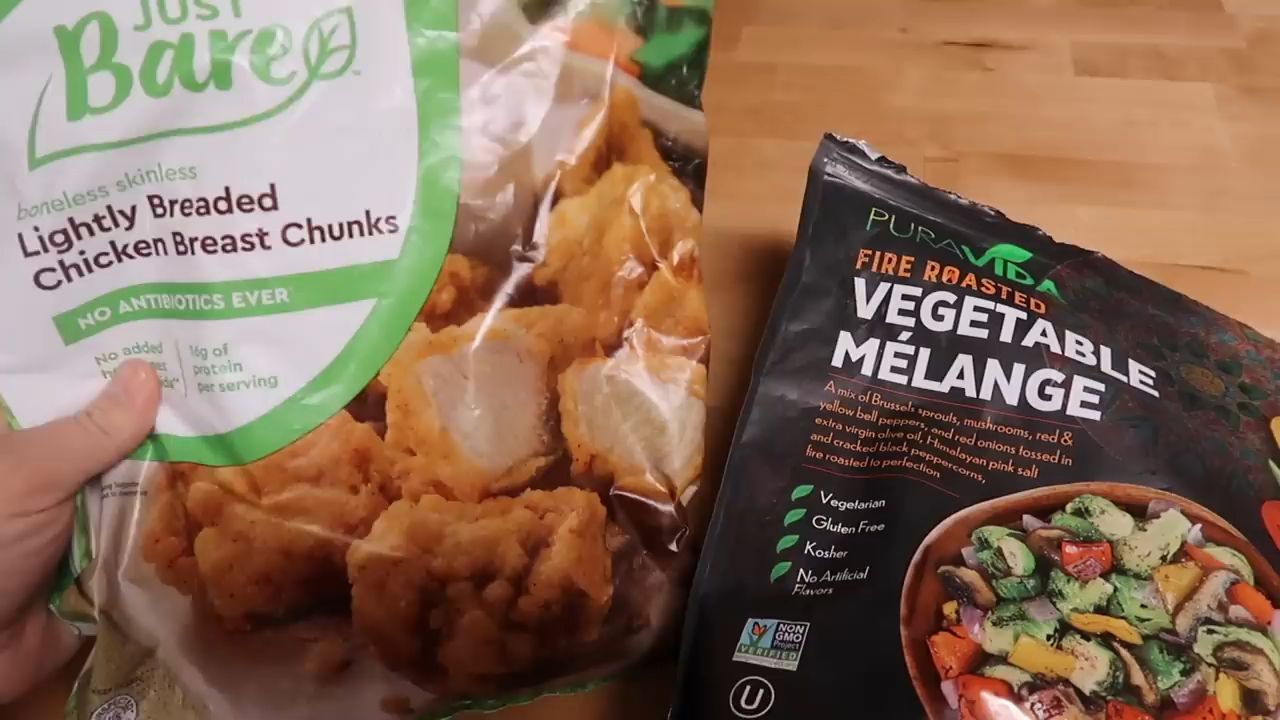 JUST
Bare
boneless skinless
Lightly Breaded
Chicken Breast Chunks
NO ANTIBIOTICS EVER
No added
16g of
protein
per serving
PURAVIDA
FIRE ROASTED
VEGETABLE
MÉLANGE
A mix of Brussels sprouts, mushrooms, red &
yellow bell peppers, and red onions tossed in
extra virgin olive oil, Himalayan pink salt
and cracked black peppercorns,
fire roasted to perfection
Vegetarian
Gluten Free
Kosher
No Artificial
Flavors
NON
GMO
Project
VERIFIED
U